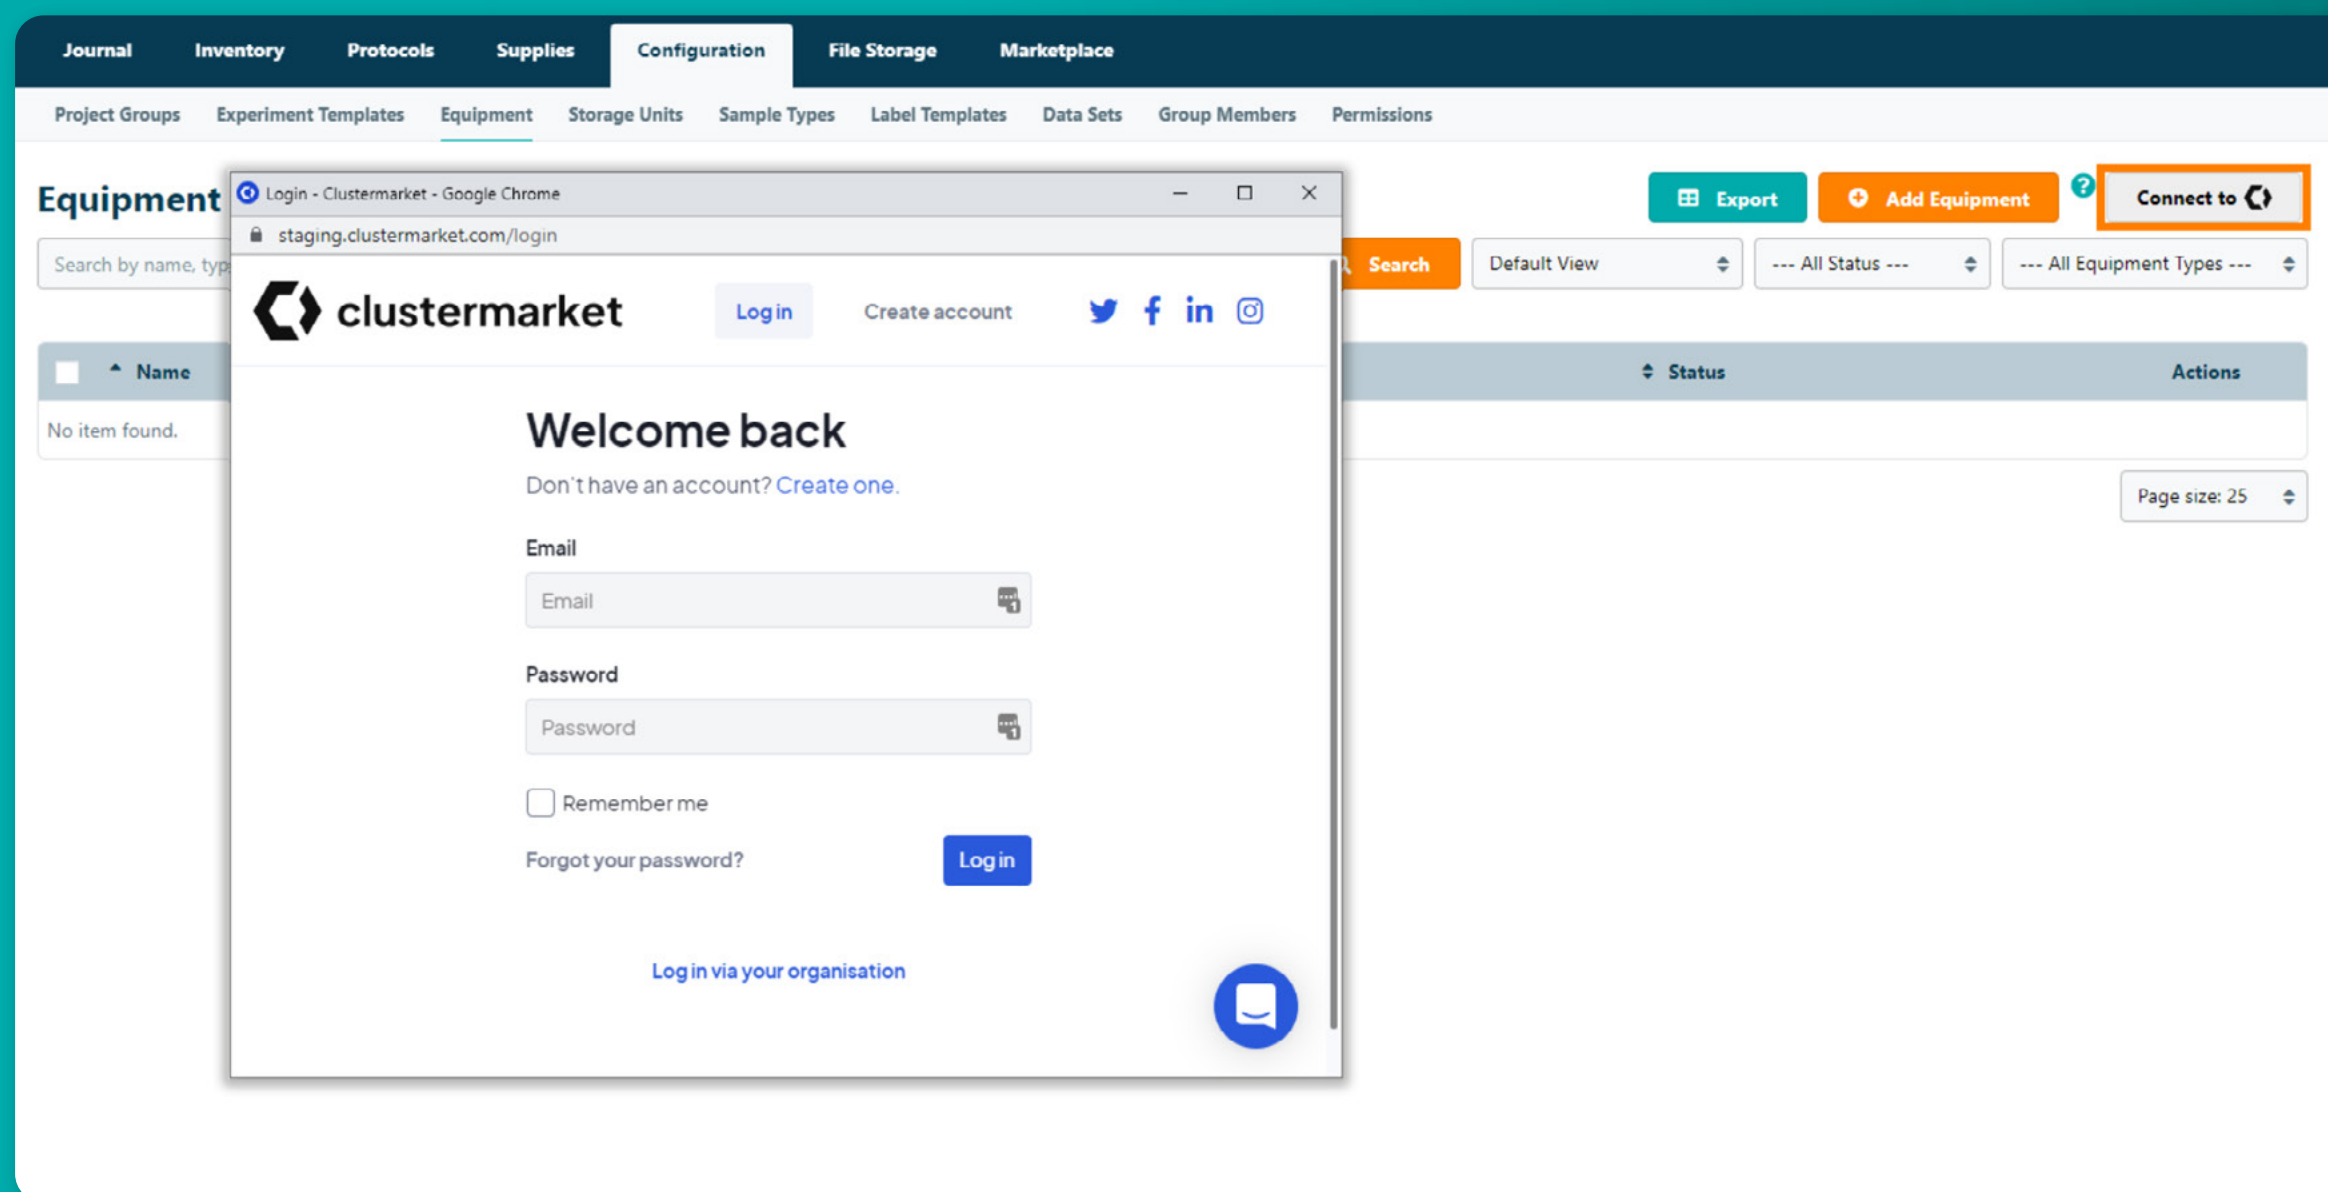 Journal Inventory Protocols Supplies Configuration File Storage Marketplace
Project Groups Experiment Templates Equipment Storage Units Sample Types Label Templates Data Sets Group Members Permissions
Equipment
Export
Add Equipment
?
Connect to
Search by name,
Search
Default View
--- All Status ---
--- All Equipment Types ---
Name
Status
Actions
No item found.
Page size: 25
Login - Clustermarket - Google Chrome
staging.clustermarket.com/login
clustermarket
Log in
Create account
Welcome back
Don't have an account? Create one.
Email
Email
Password
Password
Remember me
Forgot your password?
Log in
Log in via your organisation